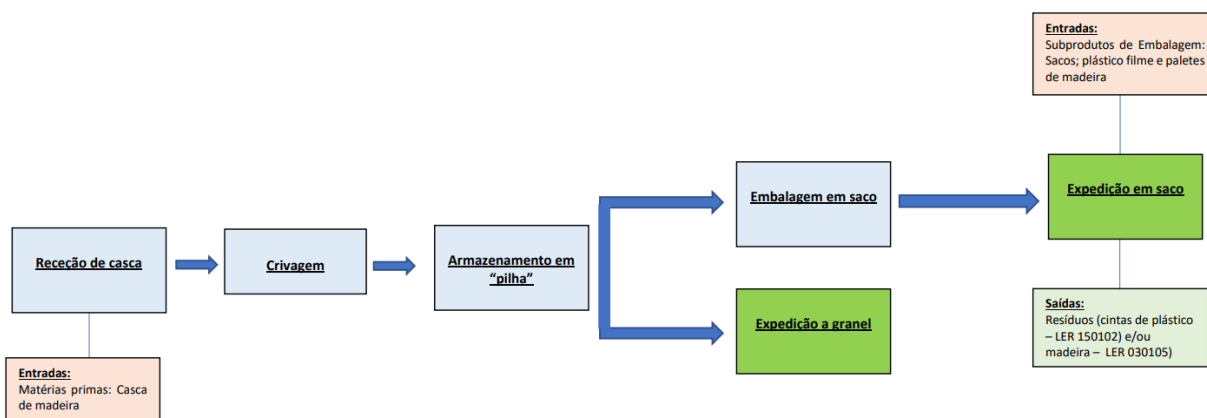 Entradas:
Subprodutos de Embalagem:
Sacos; plástico filme e paletes
de madeira
Embalagem em saco
Expedição em saco
Receção de casca
Crivagem
Armazenamento em
“pilha”
Expedição a granel
Saídas:
Resíduos (cintas de plástico
– LER 150102) e/ou
madeira – LER 030105)
Entradas:
Matérias primas: Casca
de madeira